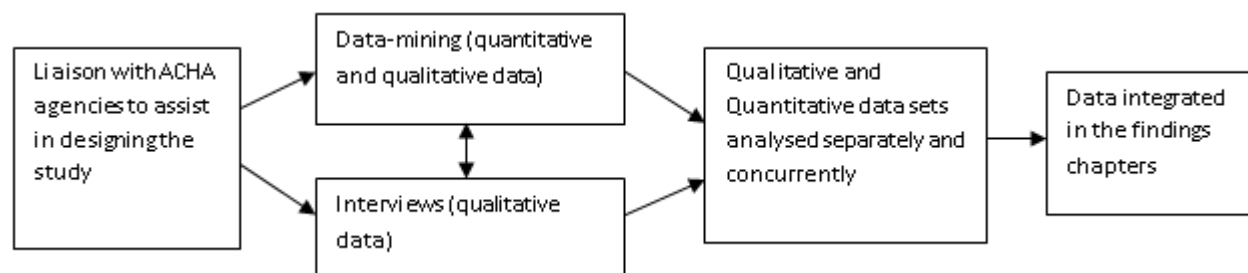 Liaison with ACHA
agencies to assist
in designing the
study
Data-mining (quantitative
and qualitative data)
Interviews (qualitative
data)
Qualitative and
Quantitative data sets
analysed separately and
concurrently
Data integrated
in the findings
chapters